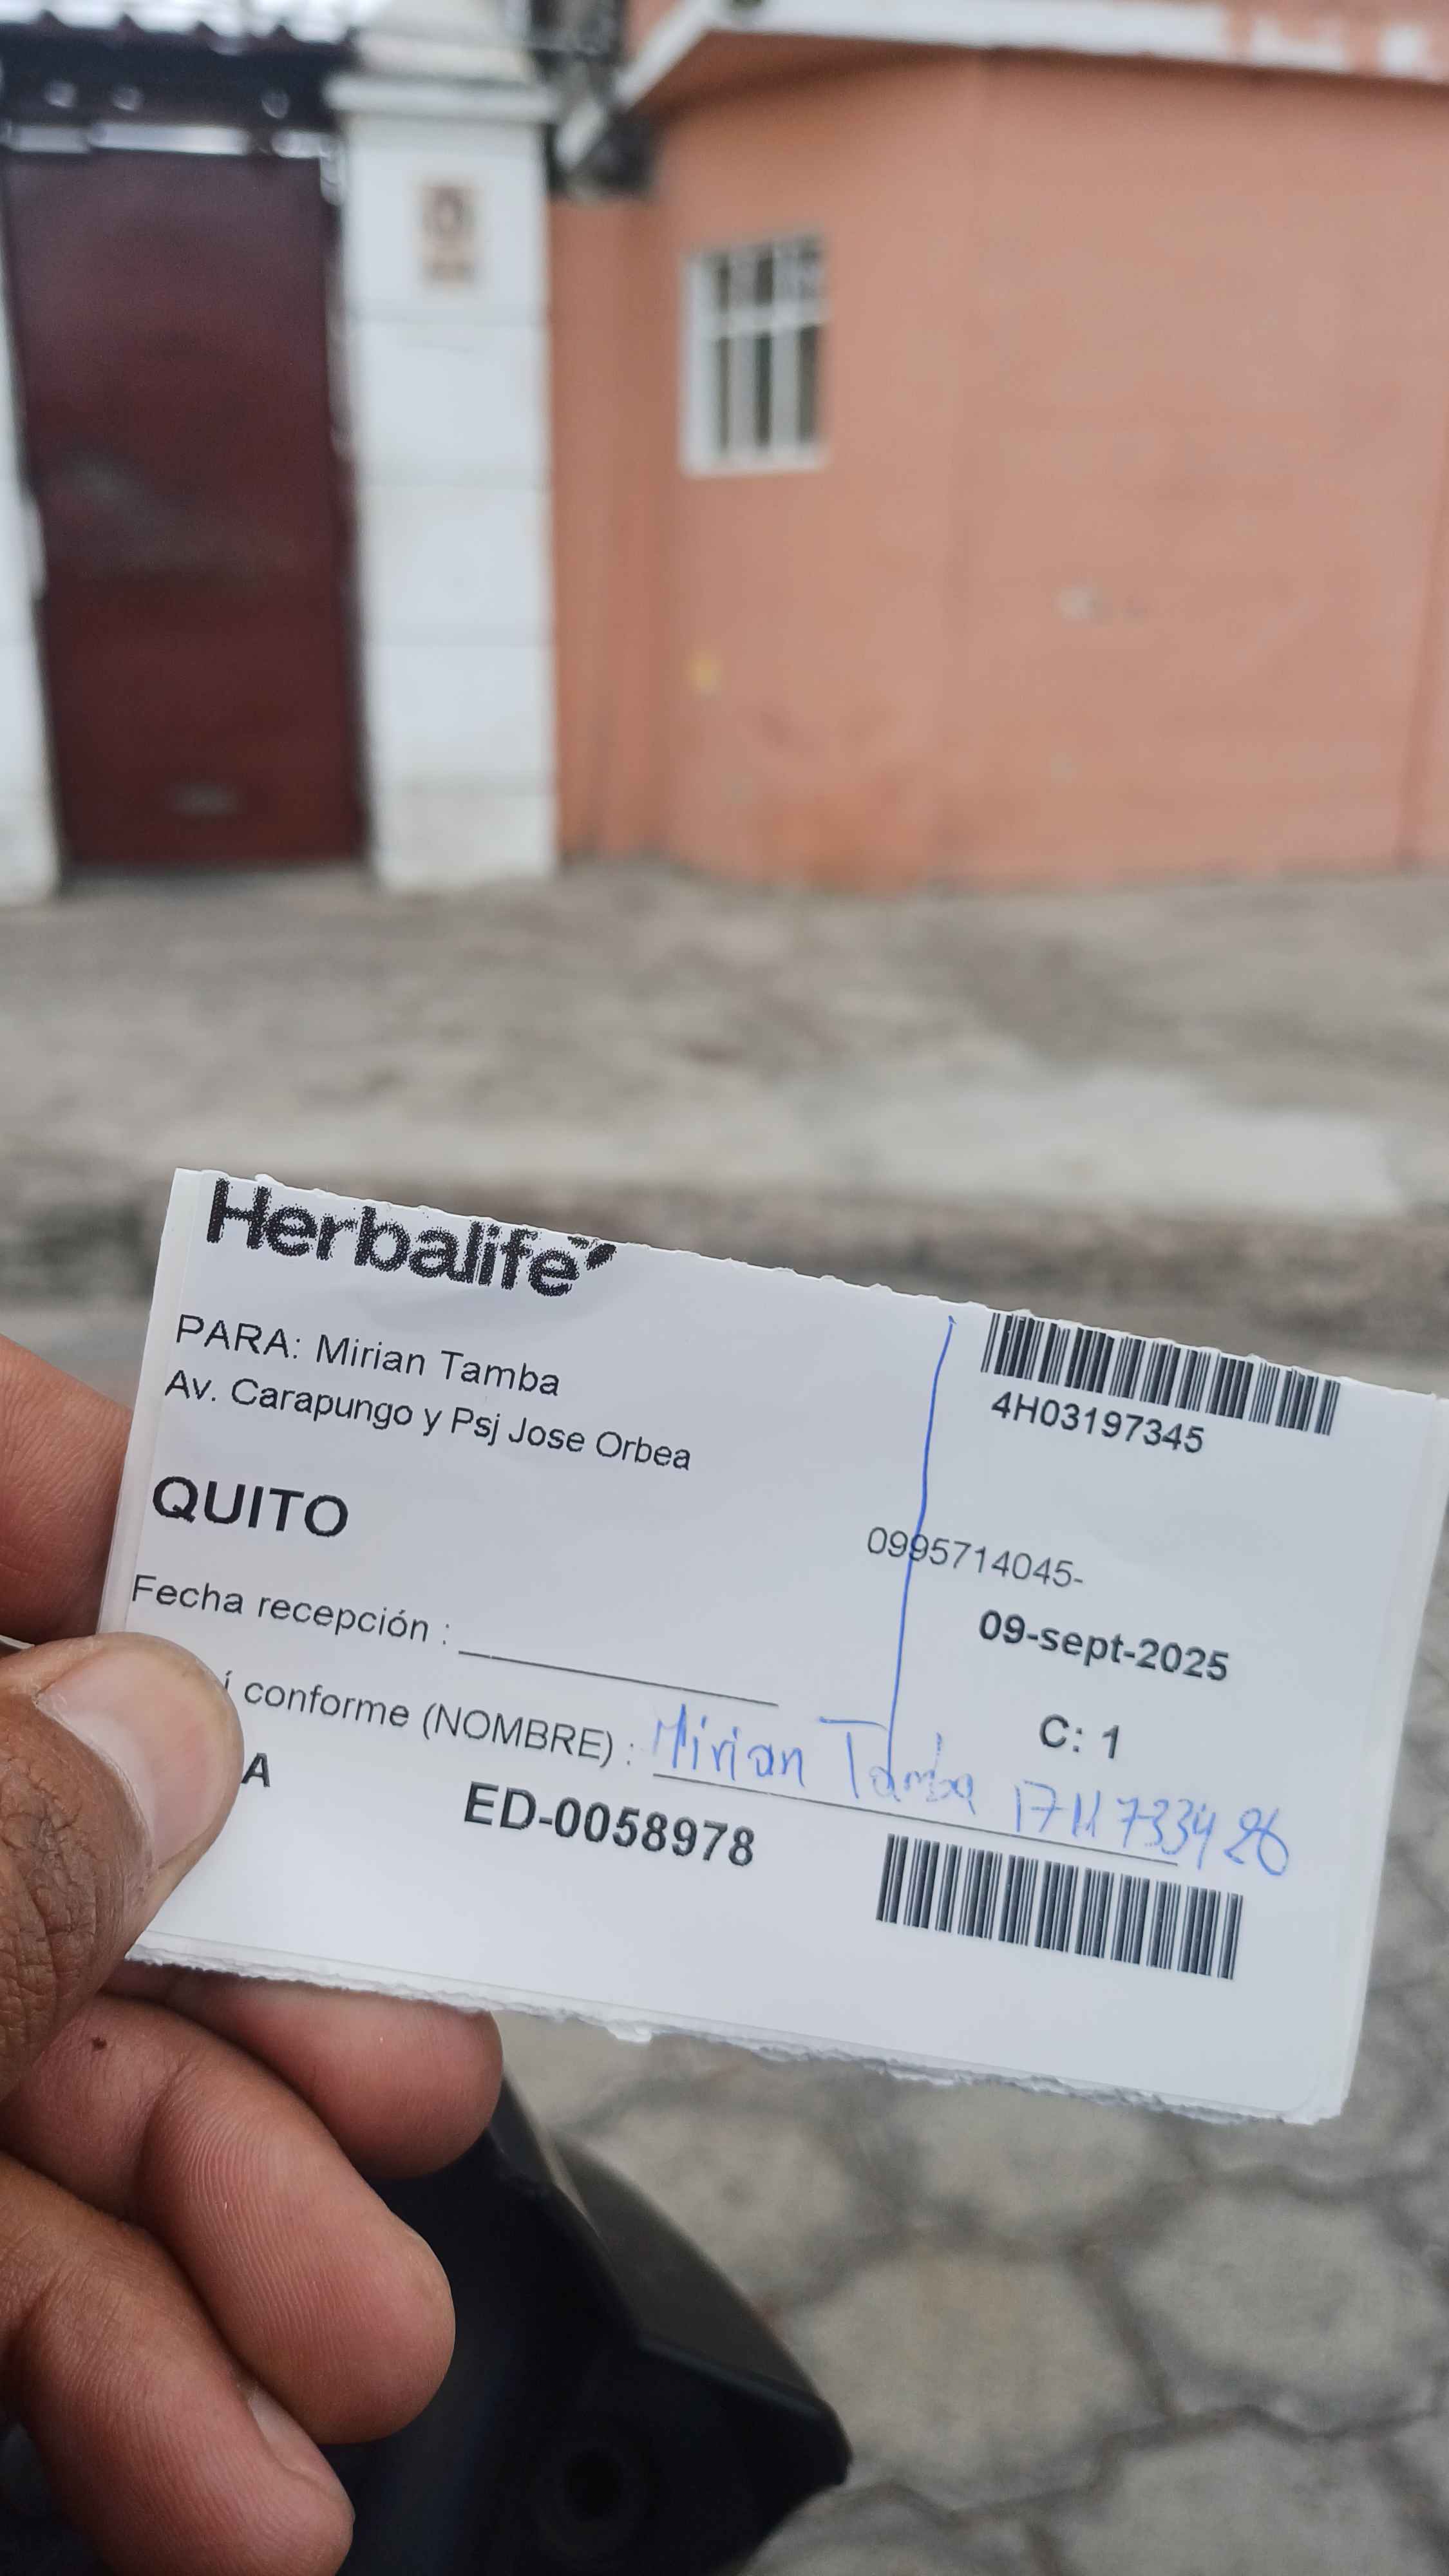 Herbalife
PARA: Mirian Tamba
Av. Carapungo y Psj Jose Orbea
QUITO
4H03197345
0995714045-
09-sept-2025
C: 1
Fecha recepción :
í conforme (NOMBRE) : Mirian Tamba
A
ED-0058978